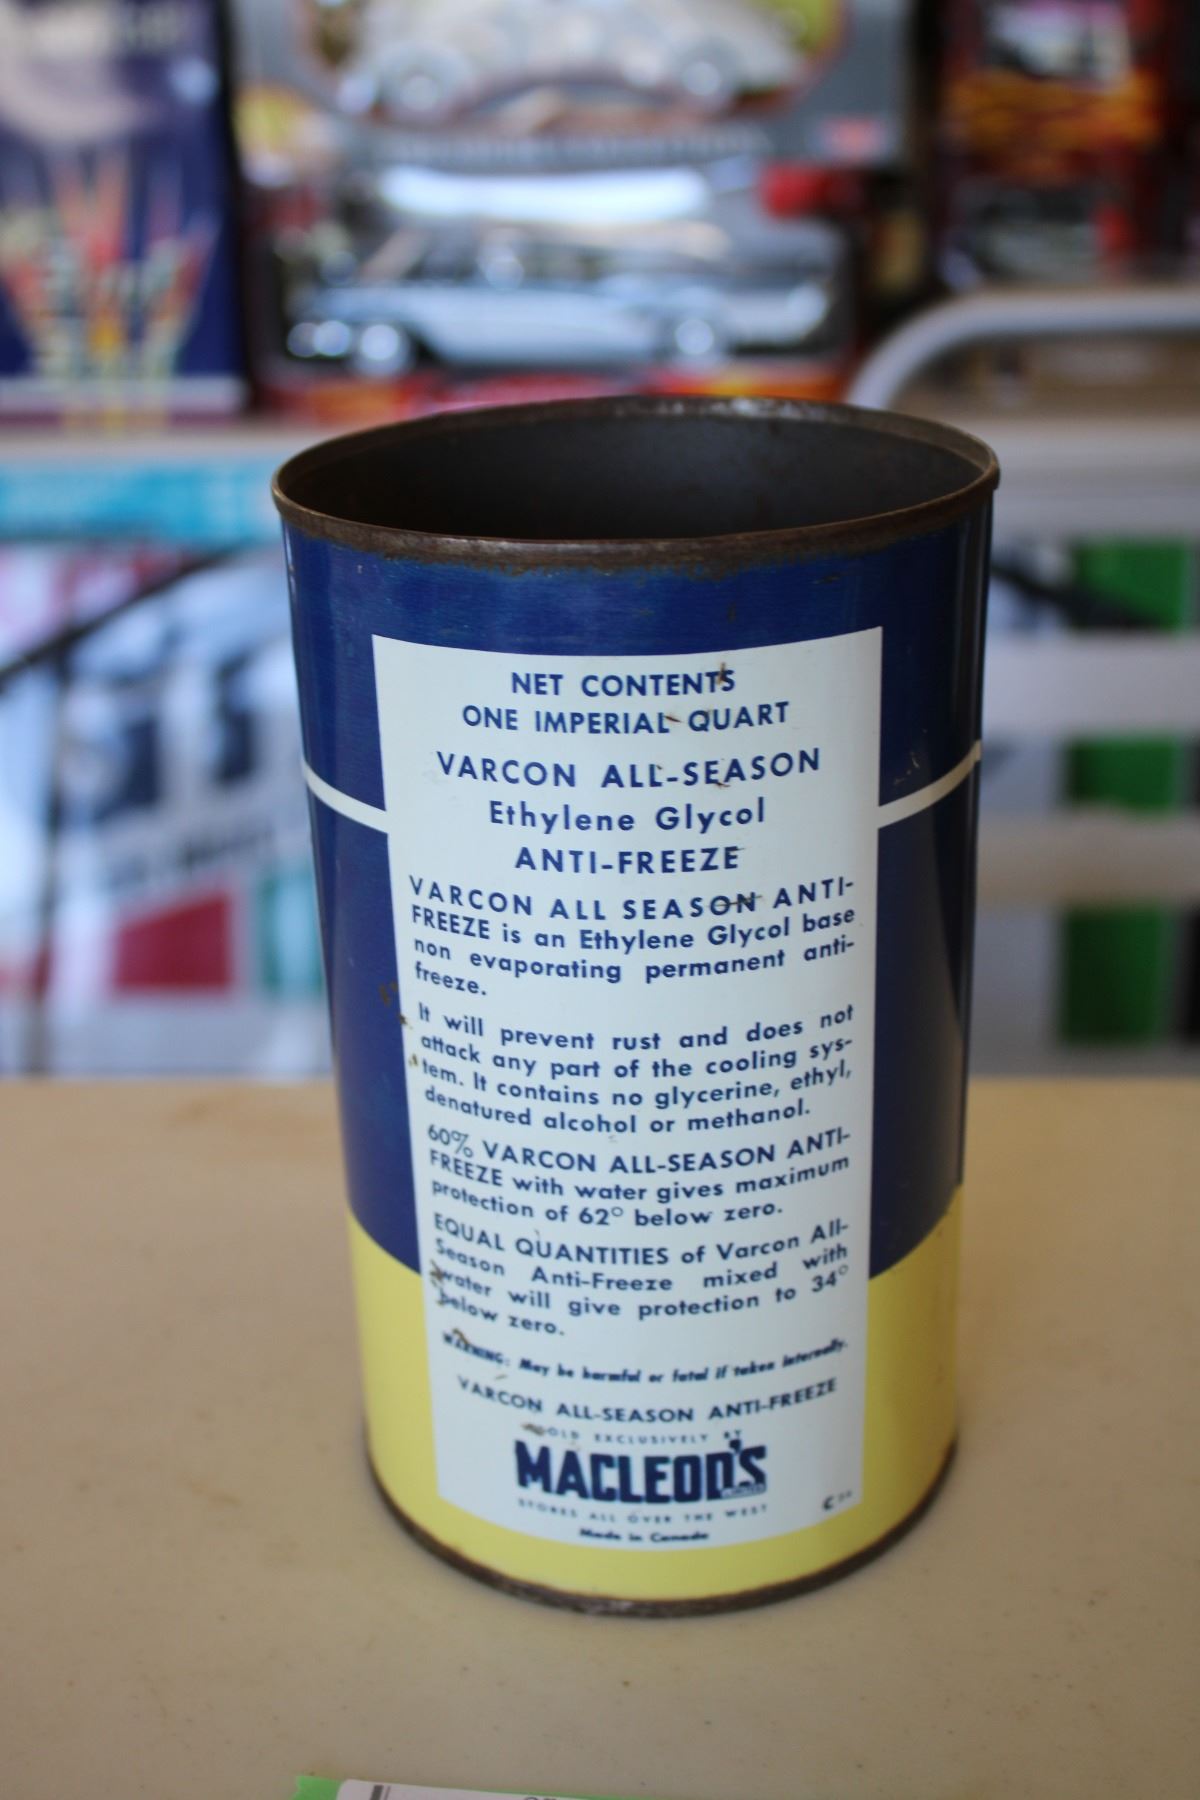 NET CONTENTS
ONE IMPERIAL QUART
VARCON ALL-SEASON
Ethylene Glycol
ANTI-FREEZE
VARCON ALL SEASON ANTI-
FREEZE is an Ethylene Glycol base
non evaporating permanent anti-
freeze.
It will prevent rust and does not
attack any part of the cooling sys-
tem. It contains no glycerine, ethyl,
denatured alcohol or methanol.
60% VARCON ALL-SEASON ANTI-
FREEZE with water gives maximum
protection of 62° below zero.
EQUAL QUANTITIES of Varcon All-
Season Anti-Freeze mixed with
water will give protection to 34°
below zero.
WARNING: May be harmful or fatal if taken internally.
VARCON ALL-SEASON ANTI-FREEZE
SOLD EXCLUSIVELY BY
MACLEOD'S
LIMITED
STORES ALL OVER THE WEST
Made in Canada